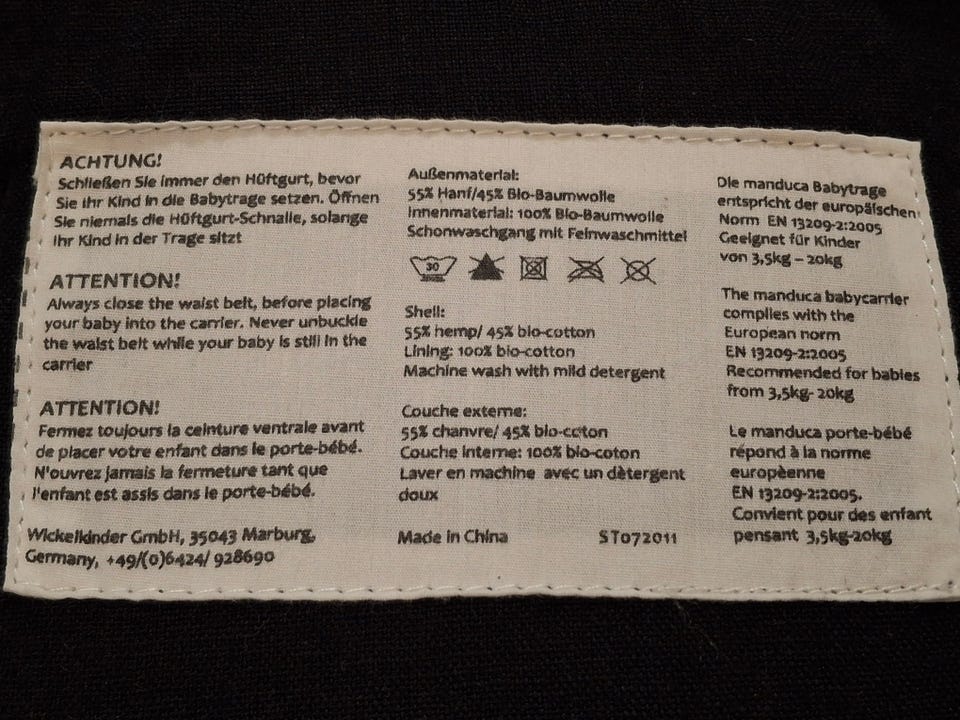 ACHTUNG!
Schließen Sie immer den Hüftgurt, bevor
Sie ihr Kind in die Babytrage setzen. Öffnen
Sie niemals die Hüftgurt-Schnalle, solange
ihr Kind in der Trage sitzt
ATTENTION!
Always close the waist belt, before placing
your baby into the carrier. Never unbuckle
the waist belt while your baby is still in the
carrier
ATTENTION!
Fermez toujours la ceinture ventrale avant
de placer votre enfant dans le porte-bébé.
N'ouvrez jamais la fermeture tant que
l'enfant est assis dans le porte-bébé.
Wickelkinder GmbH, 35043 Marburg,
Germany, +49/(0)6424/ 928690
Außenmaterial:
55% Hanf/45% Bio-Baumwolle
Innenmaterial: 100% Bio-Baumwolle
Schonwaschgang mit Feinwaschmittel
30
Shell:
55% hemp/ 45% bio-cotton
Lining: 100% bio-cotton
Machine wash with mild detergent
Couche externe:
55% chanvre/ 45% bio-coton
Couche interne: 100% bio-coton
Laver en machine avec un dètergent
doux
Made in China ST072011
Die manduca Babytrage
entspricht der europäischen
Norm EN 13209-2:2005
Geeignet für Kinder
von 3,5kg – 20kg
The manduca babycarrier
complies with the
European norm
EN 13209-2:2005
Recommended for babies
from 3,5kg- 20kg
Le manduca porte-bébé
répond à la norme
europèenne
EN 13209-2:2005.
Convient pour des enfant
pensant 3,5kg-20kg